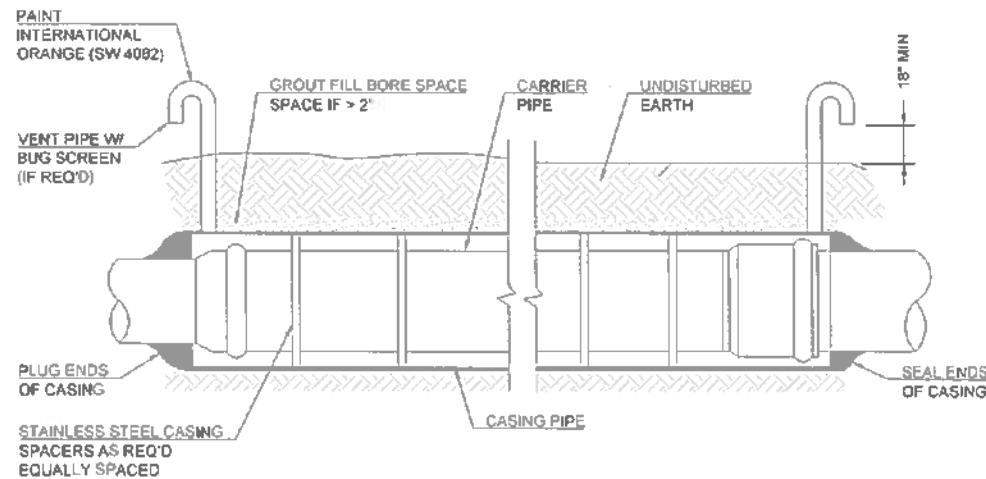 PAINT
INTERNATIONAL
ORANGE (SW 4082)
GROUT FILL BORE SPACE
SPACE IF > 2"
CARRIER
PIPE
UNDISTURBED
EARTH
18" MIN
VENT PIPE W/
BUG SCREEN
(IF REQ'D)
PLUG ENDS
OF CASING
SEAL ENDS
OF CASING
CASING PIPE
STAINLESS STEEL CASING
SPACERS AS REQ'D
EQUALLY SPACED